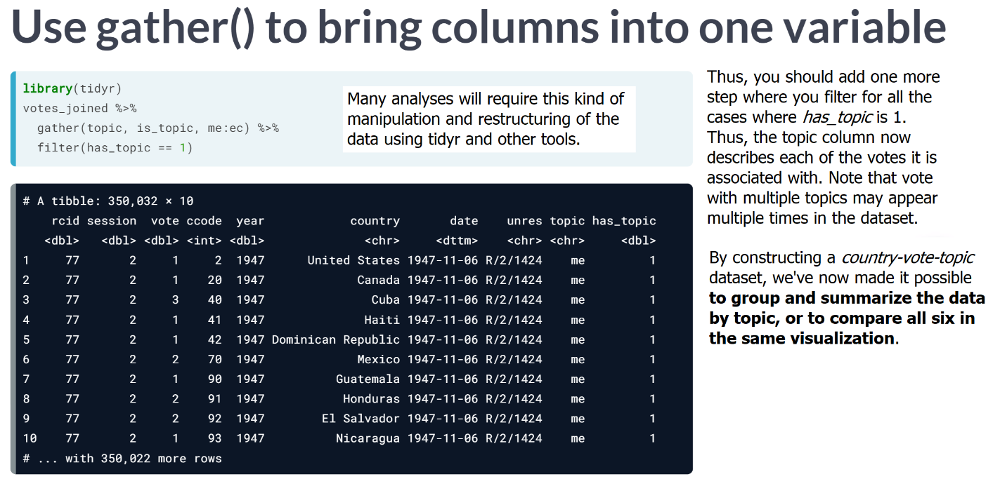 Use gather() to bring columns into one variable
library(tidyr)
votes_joined %>%
  gather(topic, is_topic, me:ec) %>%
  filter(has_topic == 1)
Many analyses will require this kind of
manipulation and restructuring of the
data using tidyr and other tools.
# A tibble: 350,032 × 10
    rcid session  vote ccode  year            country       date    unres topic has_topic
   <dbl>   <dbl> <dbl> <int> <dbl>              <chr>     <dttm>    <chr> <chr>     <dbl>
1     77       2     1     2  1947      United States 1947-11-06 R/2/1424    me         1
2     77       2     1    20  1947             Canada 1947-11-06 R/2/1424    me         1
3     77       2     3    40  1947               Cuba 1947-11-06 R/2/1424    me         1
4     77       2     1    41  1947              Haiti 1947-11-06 R/2/1424    me         1
5     77       2     1    42  1947 Dominican Republic 1947-11-06 R/2/1424    me         1
6     77       2     2    70  1947             Mexico 1947-11-06 R/2/1424    me         1
7     77       2     1    90  1947          Guatemala 1947-11-06 R/2/1424    me         1
8     77       2     2    91  1947           Honduras 1947-11-06 R/2/1424    me         1
9     77       2     2    92  1947        El Salvador 1947-11-06 R/2/1424    me         1
10    77       2     1    93  1947          Nicaragua 1947-11-06 R/2/1424    me         1
# ... with 350,022 more rows
Thus, you should add one more
step where you filter for all the
cases where has_topic is 1.
Thus, the topic column now
describes each of the votes it is
associated with. Note that vote
with multiple topics may appear
multiple times in the dataset.
By constructing a country-vote-topic
dataset, we've now made it possible
to group and summarize the data
by topic, or to compare all six in
the same visualization.